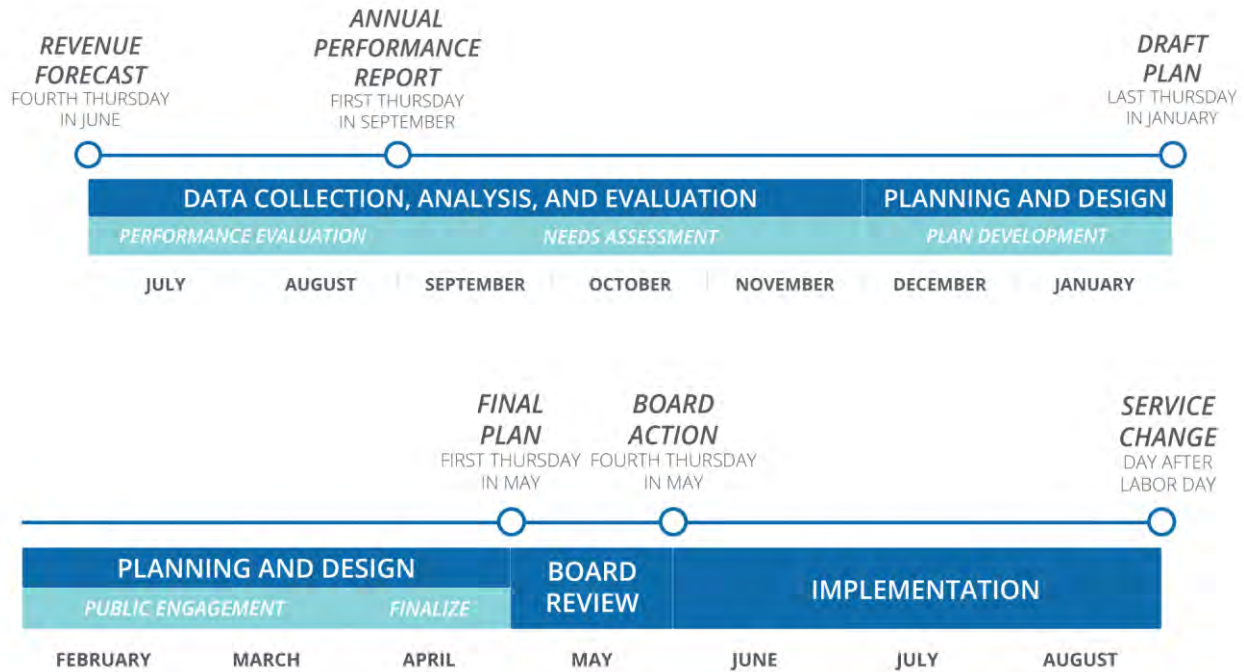 REVENUE
FORECAST
FOURTH THURSDAY
IN JUNE
ANNUAL
PERFORMANCE
REPORT
FIRST THURSDAY
IN SEPTEMBER
DRAFT
PLAN
LAST THURSDAY
IN JANUARY
DATA COLLECTION, ANALYSIS, AND EVALUATION
PLANNING AND DESIGN
PERFORMANCE EVALUATION
NEEDS ASSESSMENT
PLAN DEVELOPMENT
JULY
AUGUST
SEPTEMBER
OCTOBER
NOVEMBER
DECEMBER
JANUARY
FINAL
PLAN
FIRST THURSDAY
IN MAY
BOARD
ACTION
FOURTH THURSDAY
IN MAY
SERVICE
CHANGE
DAY AFTER
LABOR DAY
PLANNING AND DESIGN
PUBLIC ENGAGEMENT
FINALIZE
BOARD
REVIEW
IMPLEMENTATION
FEBRUARY
MARCH
APRIL
MAY
JUNE
JULY
AUGUST